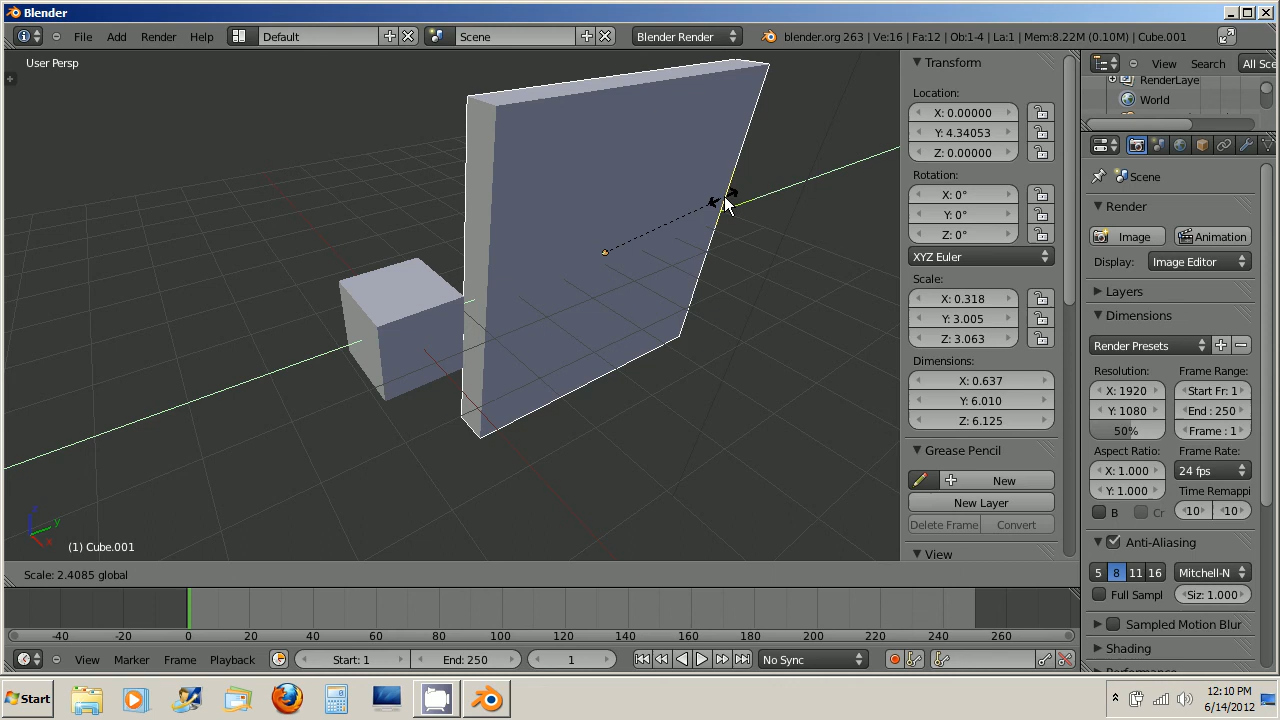 Blender
File Add Render Help Default Scene Blender Render blender.org 263 | Ve:16 | Fa:12 | Ob:1-4 | La:1 | Mem:8.22M (0.10M) | Cube.001
User Persp
(1) Cube.001
Scale: 2.4085 global
Transform
Location:
X: 0.00000
Y: 4.34053
Z: 0.00000
Rotation:
X: 0°
Y: 0°
Z: 0°
XYZ Euler
Scale:
X: 0.318
Y: 3.005
Z: 3.063
Dimensions:
X: 0.637
Y: 6.010
Z: 6.125
Grease Pencil
New
New Layer
Delete Frame Convert
View
View Search All Sce
RenderLaye
World
Scene
Render
Image Animation
Display: Image Editor
Layers
Dimensions
Render Presets
Resolution: Frame Range:
X: 1920 Start Fr: 1
Y: 1080 End : 250
50% Frame : 1
Aspect Ratio: Frame Rate:
X: 1.000 24 fps
Y: 1.000 Time Remappi
B Cr 10 10
Anti-Aliasing
5 8 11 16 Mitchell-N
Full Sampl Siz: 1.000
Sampled Motion Blur
Shading
-40 -20 0 20 40 60 80 100 120 140 160 180 200 220 240 260
View Marker Frame Playback Start: 1 End: 250 1 No Sync
Start
12:10 PM
6/14/2012